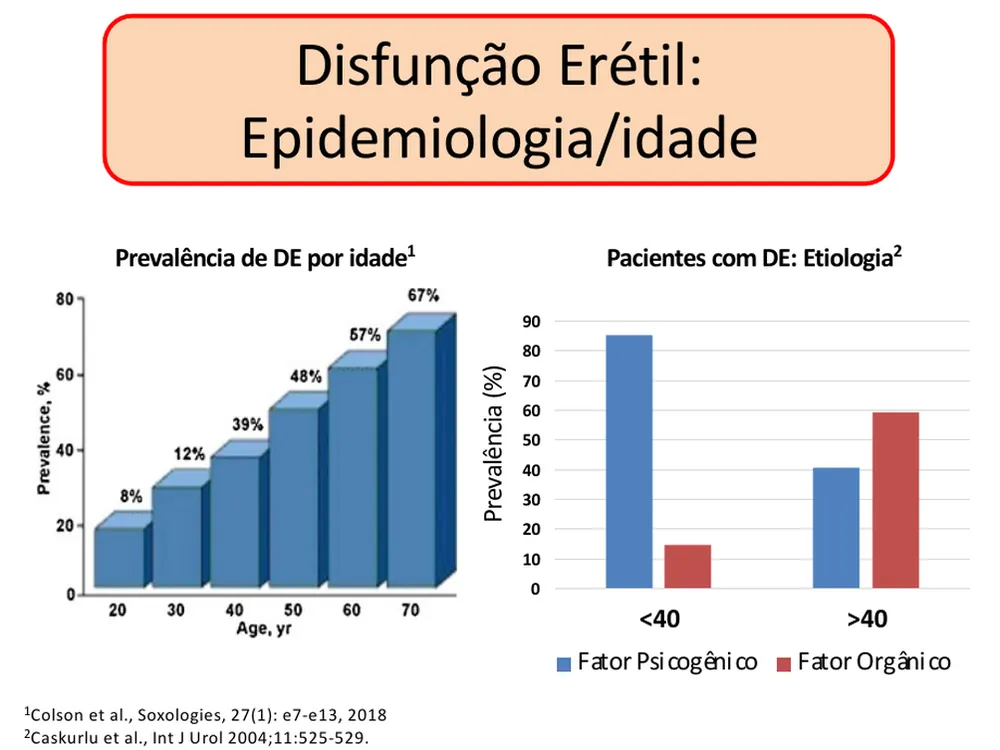 Disfunção Erétil:
Epidemiologia/idade
Prevalência de DE por idade¹
Prevalence, %
80
60
40
20
0
8%
12%
39%
48%
57%
67%
20 30 40 50 60 70
Age, yr
Pacientes com DE: Etiologia²
Prevalência (%)
90
80
70
60
50
40
30
20
10
0
<40 >40
Fator Psicogênico Fator Orgânico
¹Colson et al., Soxologies, 27(1): e7-e13, 2018
²Caskurlu et al., Int J Urol 2004;11:525-529.